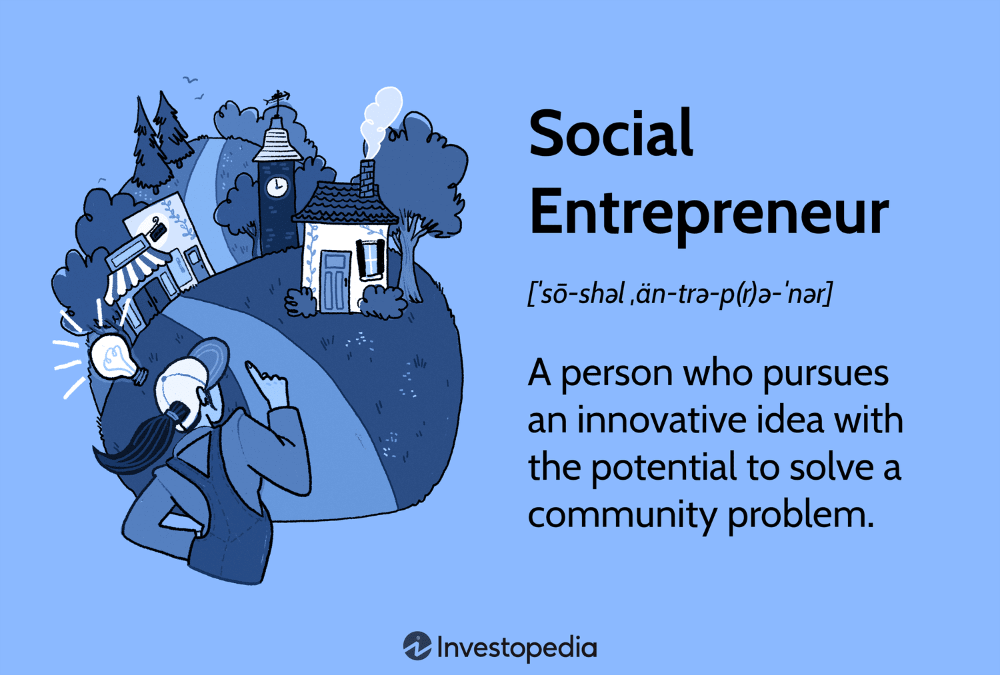 Social
Entrepreneur
[ˈsō-shəl ˌän-trə-p(r)ə-ˈnər]
A person who pursues
an innovative idea with
the potential to solve a
community problem.
Investopedia